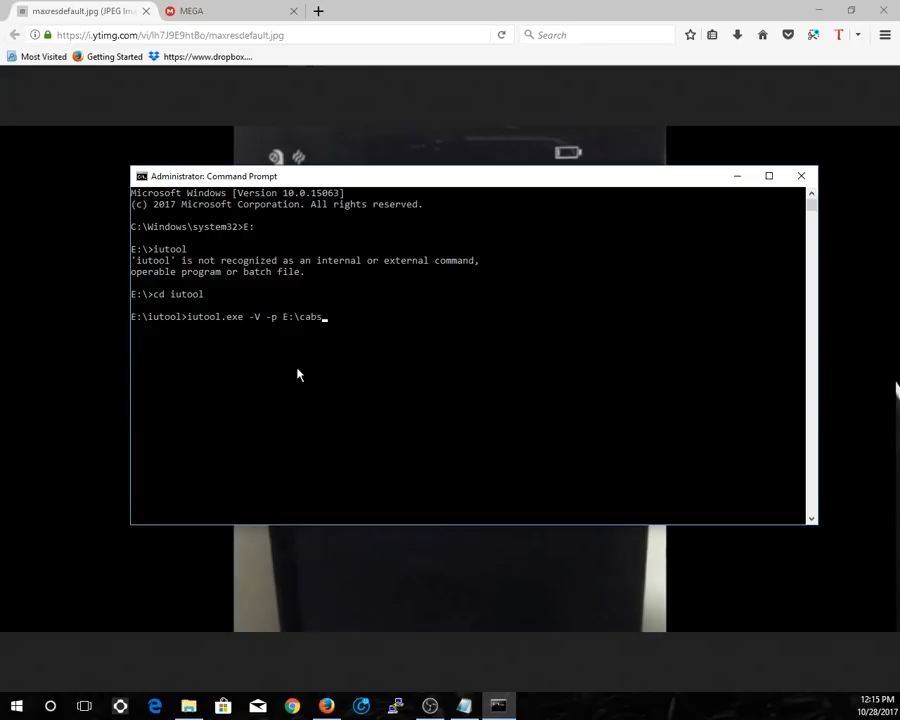 maxresdefault.jpg (JPEG Ima
MEGA
https://i.ytimg.com/vi/lh7J9E9htBo/maxresdefault.jpg
Search
Most Visited
Getting Started
https://www.dropbox....
Administrator: Command Prompt
Microsoft Windows [Version 10.0.15063]
(c) 2017 Microsoft Corporation. All rights reserved.
C:\Windows\system32>E:
E:\>iutool
'iutool' is not recognized as an internal or external command,
operable program or batch file.
E:\>cd iutool
E:\iutool>iutool.exe -V -p E:\cabs
12:15 PM
10/28/2017